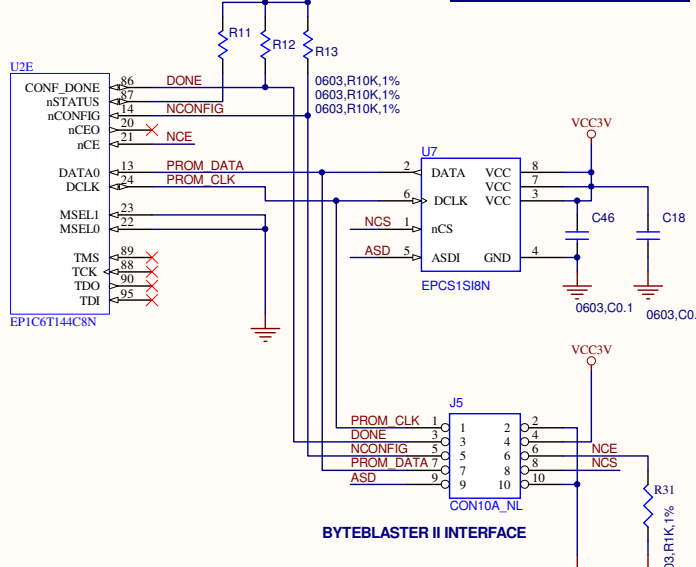 R11
R12
R13
0603,R10K,1%
0603,R10K,1%
0603,R10K,1%
U2E
CONF_DONE 86 DONE
nSTATUS 87
nCONFIG 14 NCONFIG
nCEO 20
nCE 21 NCE
DATA0 13 PROM_DATA
DCLK 24 PROM_CLK
MSEL1 23
MSEL0 22
TMS 89
TCK 88
TDO 90
TDI 95
EP1C6T144C8N
VCC3V
U7
2 DATA VCC 8
VCC 7
6 DCLK VCC 3
NCS 1 nCS
ASD 5 ASDI GND 4
EPCS1SI8N
C46
C18
0603,C0.1
0603,C0.
VCC3V
J5
PROM_CLK 1 1 2 2
DONE 3 3 4 4
NCONFIG 5 5 6 6 NCE
PROM_DATA 7 7 8 8 NCS
ASD 9 9 10 10
CON10A_NL
R31
03,R1K,1%
BYTEBLASTER II INTERFACE